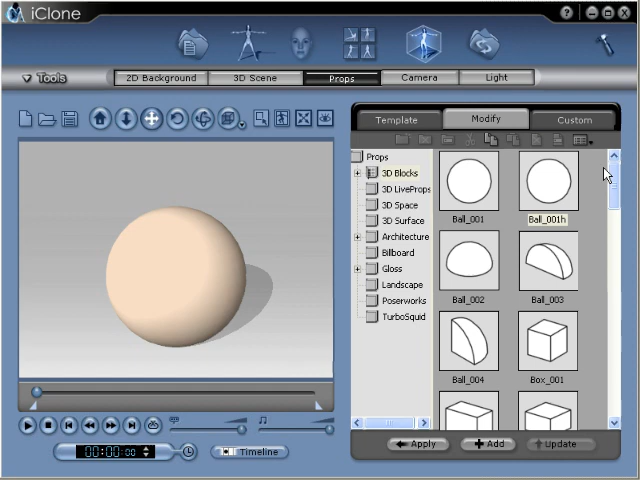 iClone
Tools
2D Background 3D Scene Props Camera Light
Template Modify Custom
Props
3D Blocks
3D LiveProps
3D Space
3D Surface
Architecture
Billboard
Gloss
Landscape
Poserworks
TurboSquid
Ball_001 Ball_001h
Ball_002 Ball_003
Ball_004 Box_001
Apply Add Update
00:00:00 Timeline